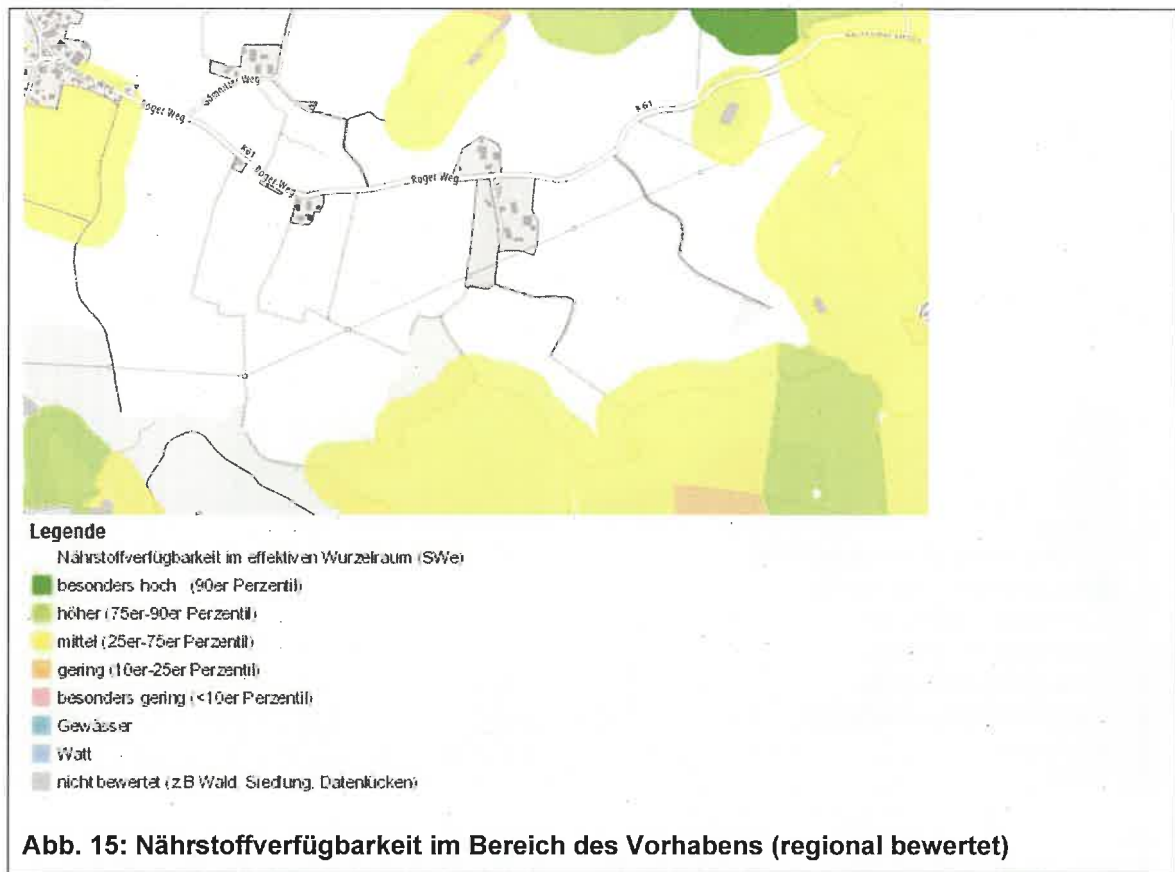 Roger Weg
K61
Roger Weg
Roger Weg
K61
Legende
Nährstoffverfügbarkeit im effektiven Wurzelraum (SWe)
besonders hoch (90er Perzentil)
höher (75er-90er Perzentil)
mittel (25er-75er Perzentil)
gering (10er-25er Perzentil)
besonders gering (<10er Perzentil)
Gewässer
Watt
nicht bewertet (z.B Wald, Siedlung, Datenlücken)
Abb. 15: Nährstoffverfügbarkeit im Bereich des Vorhabens (regional bewertet)